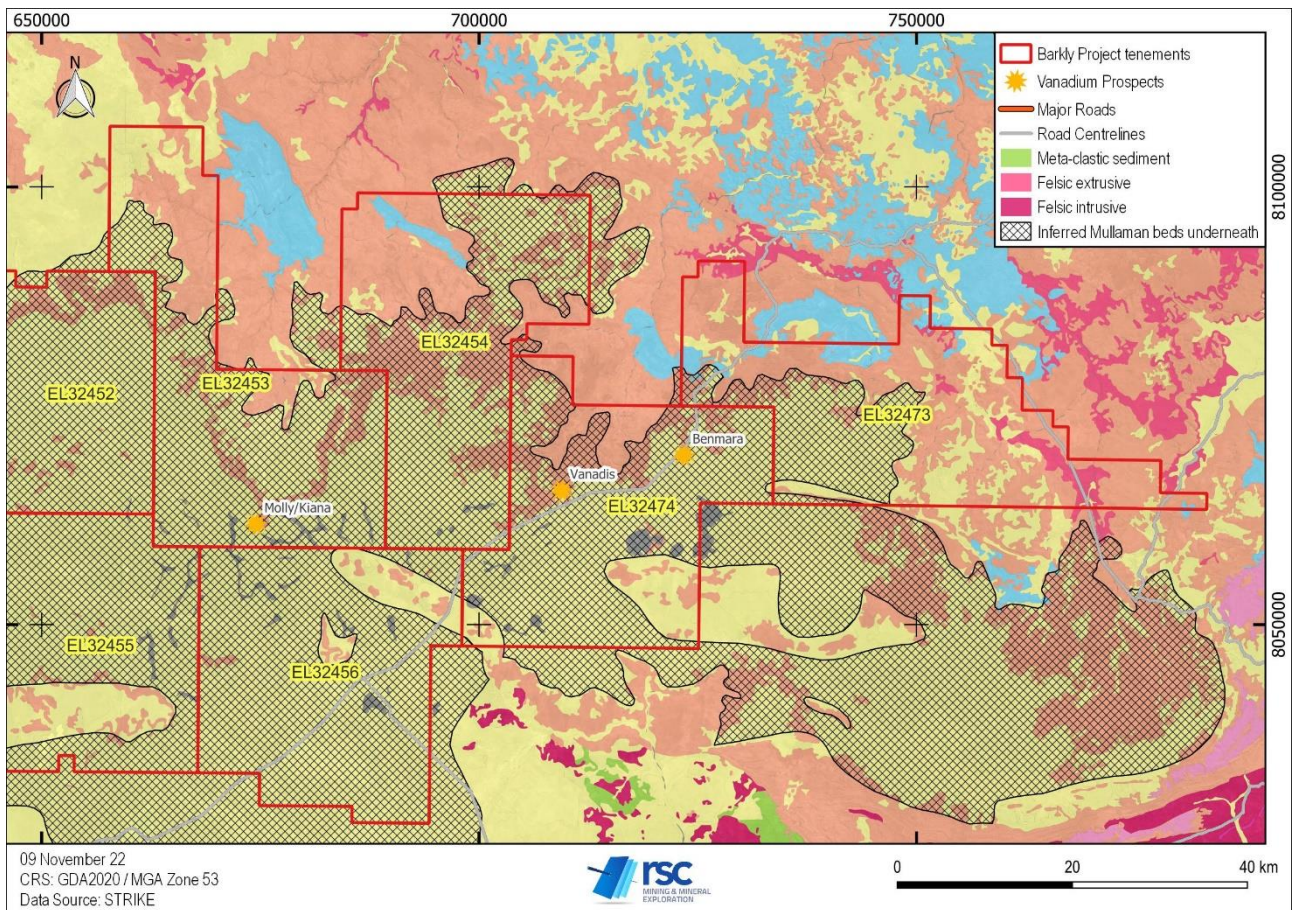 650000
700000
750000
N
Barkly Project tenements
Vanadium Prospects
Major Roads
Road Centrelines
Meta-clastic sediment
Felsic extrusive
Felsic intrusive
Inferred Mullaman beds underneath
8100000
EL32454
EL32453
EL32452
EL32473
Benmara
Vanadis
EL32474
Molly/Kiana
8050000
EL32455
EL32456
09 November 22
CRS: GDA2020 / MGA Zone 53
Data Source: STRIKE
rsc
MINING & MINERAL
EXPLORATION
0 20 40 km